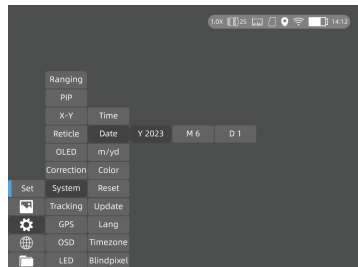 1.0X 25 14:12
Ranging
PIP
X-Y Time
Reticle Date Y 2023 M 6 D 1
OLED m/yd
Correction Color
Set System Reset
Tracking Update
GPS Lang
OSD Timezone
LED Blindpixel